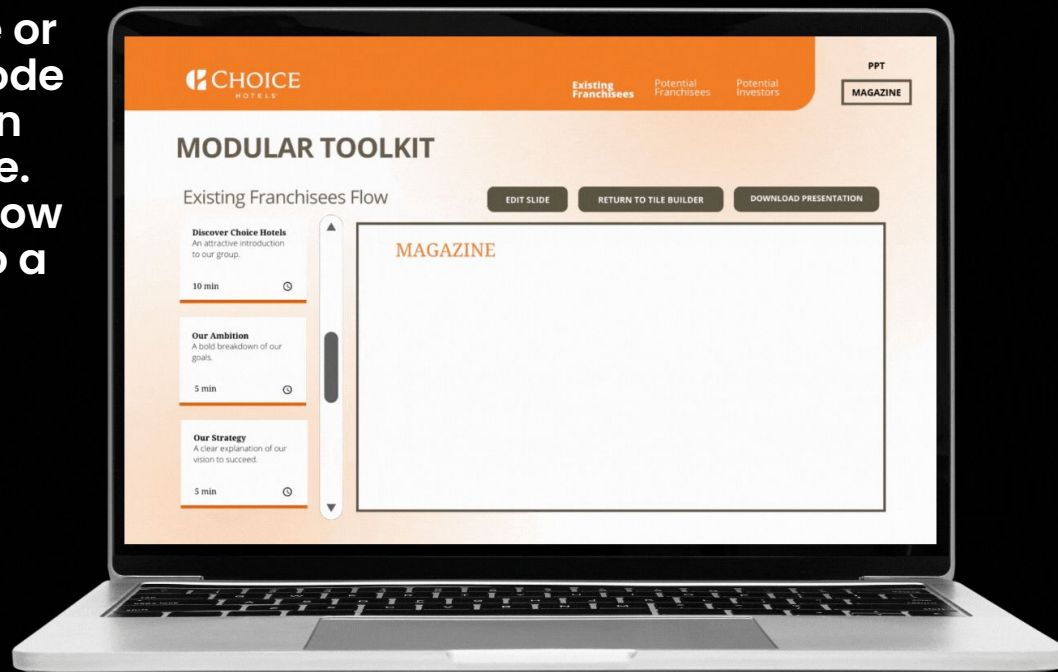 e or
ode
n
e.
ow
o a
CHOICE
HOTELS
Existing
Franchisees
Potential
Franchisees
Potential
Investors
PPT
MAGAZINE
MODULAR TOOLKIT
Existing Franchisees Flow
EDIT SLIDE
RETURN TO TILE BUILDER
DOWNLOAD PRESENTATION
Discover Choice Hotels
An attractive introduction
to our group.
10 min
Our Ambition
A bold breakdown of our
goals.
5 min
Our Strategy
A clear explanation of our
vision to succeed.
5 min
MAGAZINE